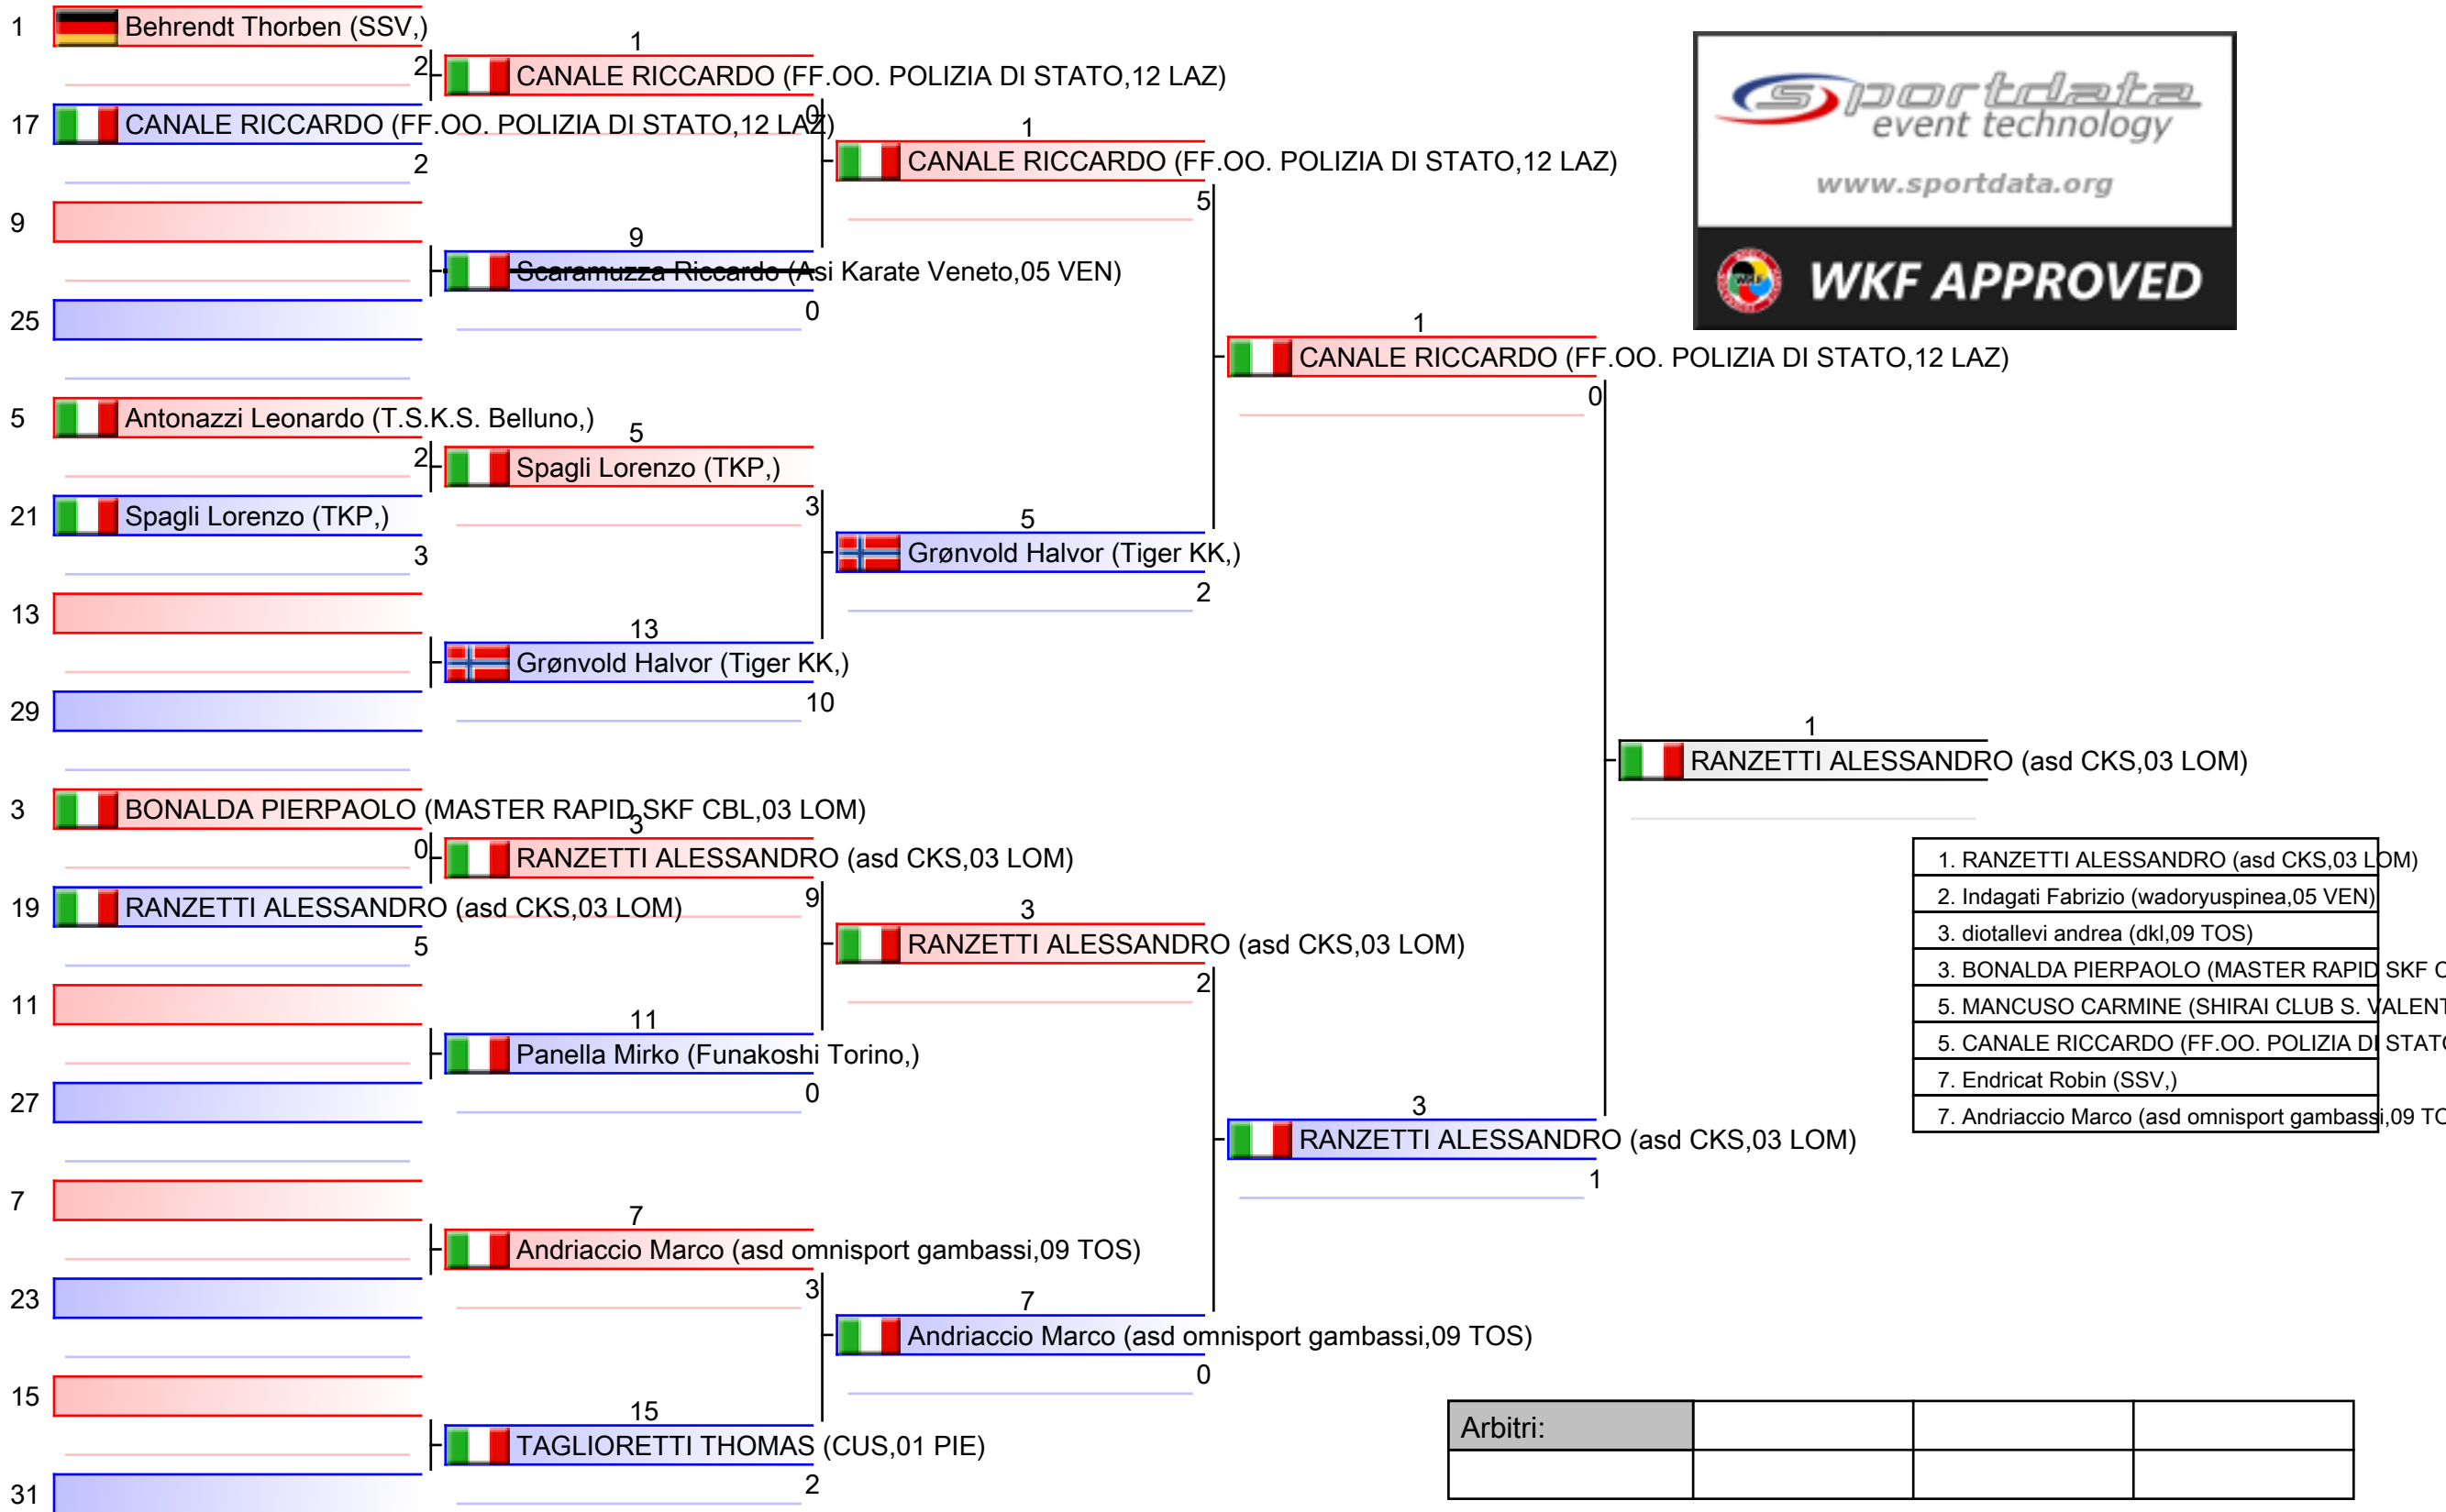 1 Behrendt Thorben (SSV,)
2
17 CANALE RICCARDO (FF.OO. POLIZIA DI STATO,12 LAZ)
2
9
25
5 Antonazzi Leonardo (T.S.K.S. Belluno,)
2
21 Spagli Lorenzo (TKP,)
3
13
29
3 BONALDA PIERPAOLO (MASTER RAPID SKF CBL,03 LOM)
0
19 RANZETTI ALESSANDRO (asd CKS,03 LOM)
5
11
27
7
23
15
31
1
CANALE RICCARDO (FF.OO. POLIZIA DI STATO,12 LAZ)
0
9
Scaramuzza Riccardo (Asi Karate Veneto,05 VEN)
0
5
Spagli Lorenzo (TKP,)
3
13
Grønvold Halvor (Tiger KK,)
10
3
RANZETTI ALESSANDRO (asd CKS,03 LOM)
9
11
Panella Mirko (Funakoshi Torino,)
0
7
Andriaccio Marco (asd omnisport gambassi,09 TOS)
3
15
TAGLIORETTI THOMAS (CUS,01 PIE)
2
1
CANALE RICCARDO (FF.OO. POLIZIA DI STATO,12 LAZ)
5
5
Grønvold Halvor (Tiger KK,)
2
3
RANZETTI ALESSANDRO (asd CKS,03 LOM)
2
7
Andriaccio Marco (asd omnisport gambassi,09 TOS)
0
1
CANALE RICCARDO (FF.OO. POLIZIA DI STATO,12 LAZ)
0
3
RANZETTI ALESSANDRO (asd CKS,03 LOM)
1
1
RANZETTI ALESSANDRO (asd CKS,03 LOM)
sportdata
event technology
www.sportdata.org
WKF
WKF APPROVED
1. RANZETTI ALESSANDRO (asd CKS,03 LOM)
2. Indagati Fabrizio (wadoryuspinea,05 VEN)
3. diotallevi andrea (dkl,09 TOS)
3. BONALDA PIERPAOLO (MASTER RAPID SKF C
5. MANCUSO CARMINE (SHIRAI CLUB S. VALENT
5. CANALE RICCARDO (FF.OO. POLIZIA DI STATO
7. Endricat Robin (SSV,)
7. Andriaccio Marco (asd omnisport gambassi,09 TO
Arbitri: